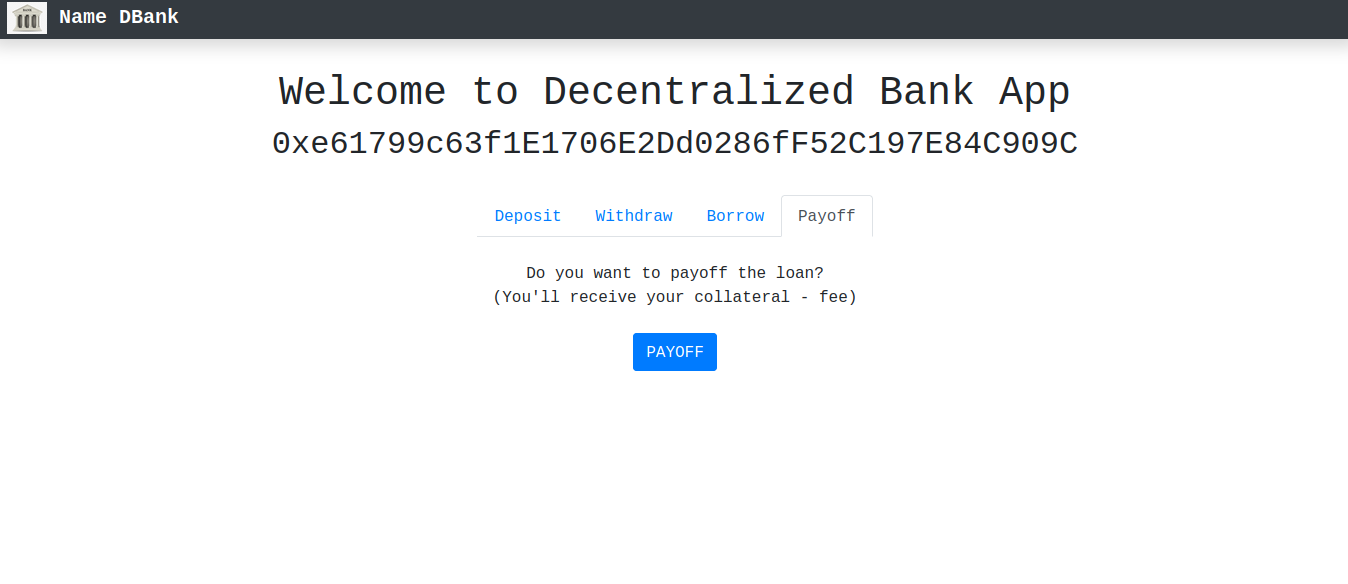 Name DBank
Welcome to Decentralized Bank App
0xe61799c63f1E1706E2Dd0286fF52C197E84C909C
Deposit Withdraw Borrow Payoff
Do you want to payoff the loan?
(You'll receive your collateral - fee)
PAYOFF